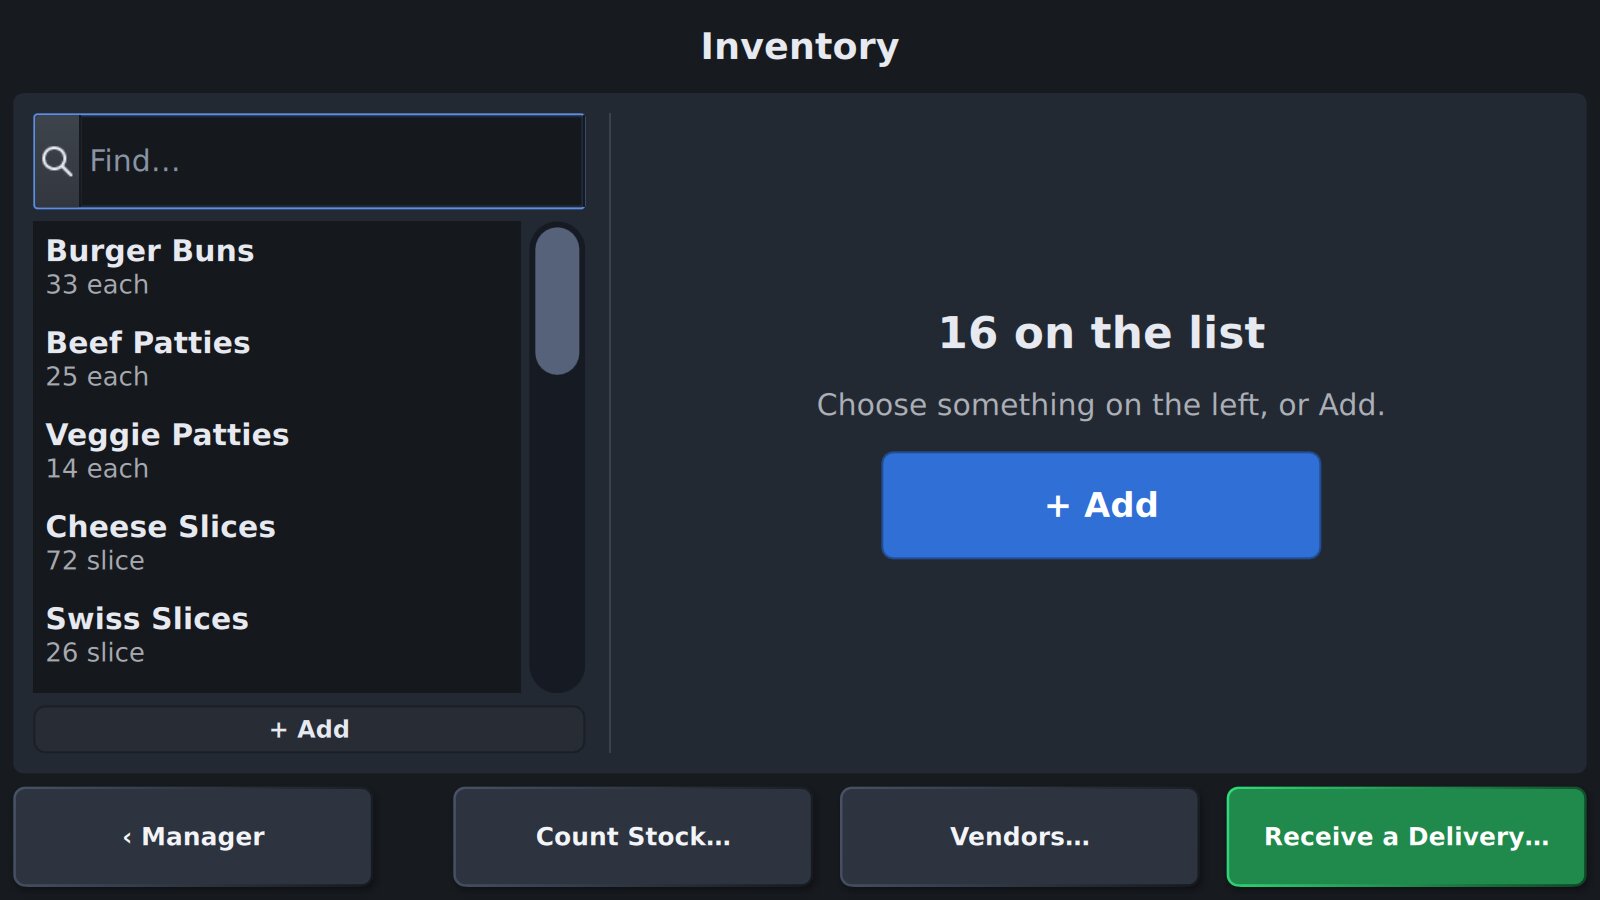 Inventory
Find...
Burger Buns
33 each
Beef Patties
25 each
Veggie Patties
14 each
Cheese Slices
72 slice
Swiss Slices
26 slice
+ Add
16 on the list
Choose something on the left, or Add.
+ Add
‹ Manager
Count Stock...
Vendors...
Receive a Delivery...